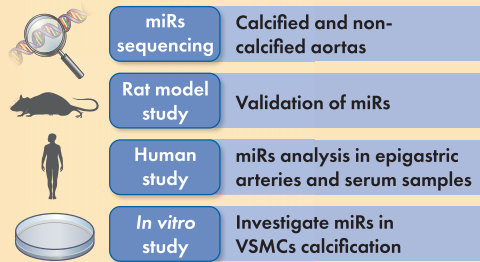 miRs
sequencing
Calcified and non-
calcified aortas
Rat model
study
Validation of miRs
Human
study
miRs analysis in epigastric
arteries and serum samples
In vitro
study
Investigate miRs in
VSMCs calcification